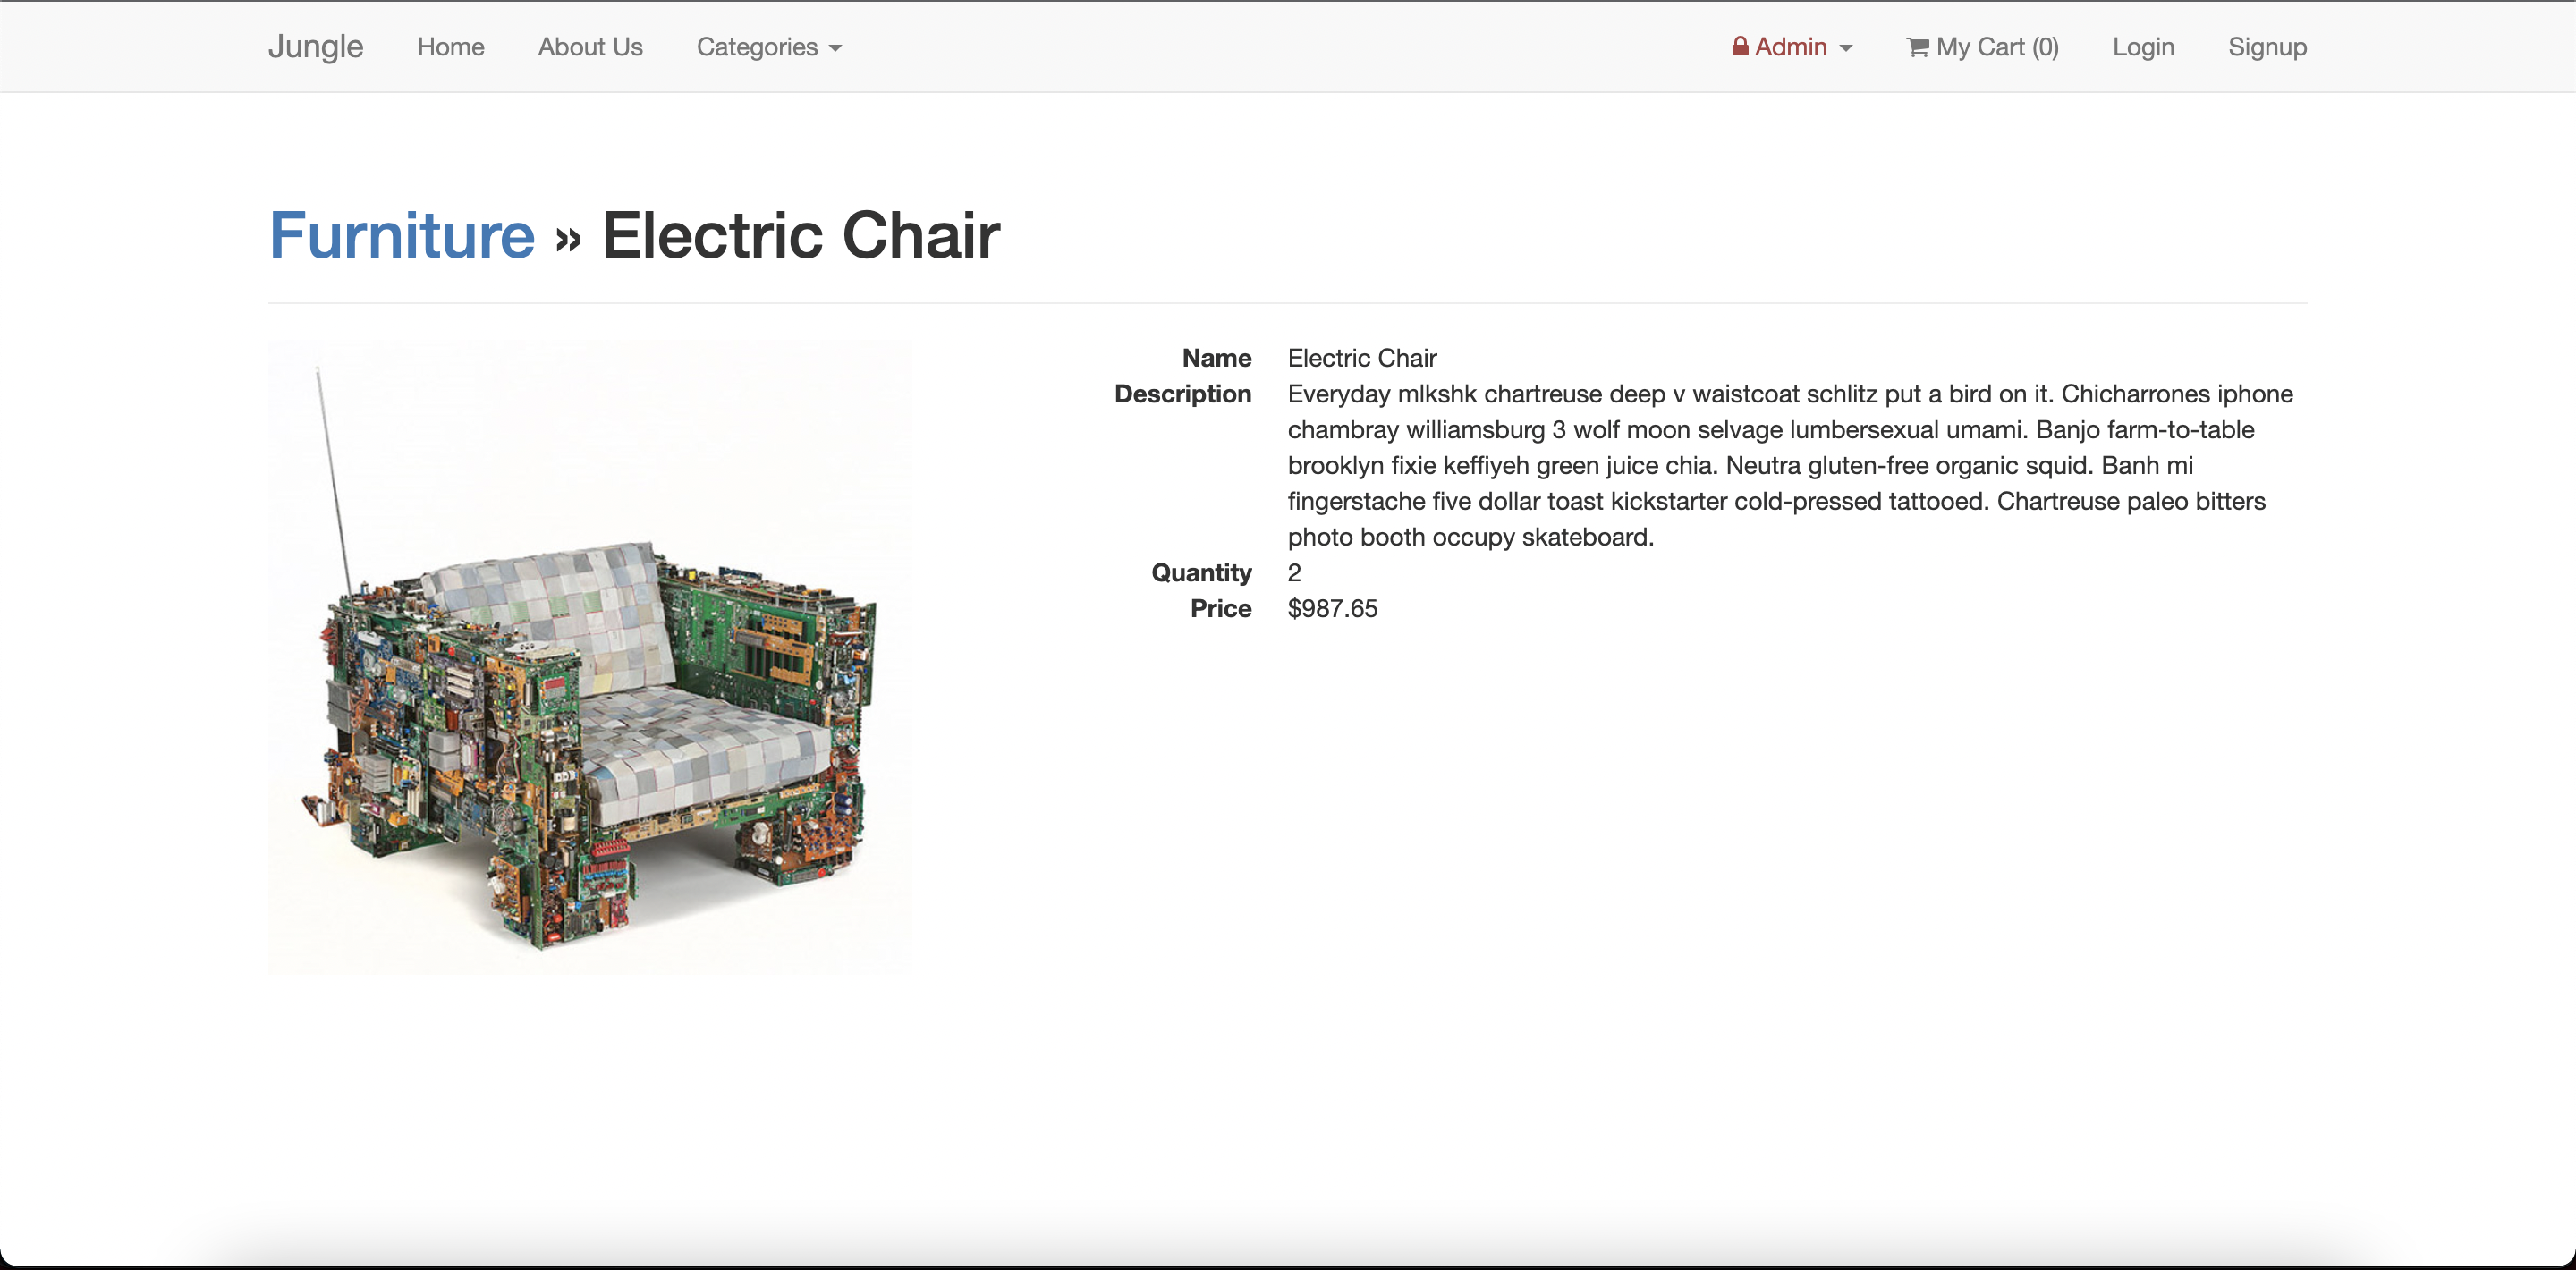 Jungle Home About Us Categories Admin My Cart (0) Login Signup
Furniture » Electric Chair
Name Electric Chair
Description Everyday mlkshk chartreuse deep v waistcoat schlitz put a bird on it. Chicharrones iphone
chambray williamsburg 3 wolf moon selvage lumbersexual umami. Banjo farm-to-table
brooklyn fixie keffiyeh green juice chia. Neutra gluten-free organic squid. Banh mi
fingerstache five dollar toast kickstarter cold-pressed tattooed. Chartreuse paleo bitters
photo booth occupy skateboard.
Quantity 2
Price $987.65